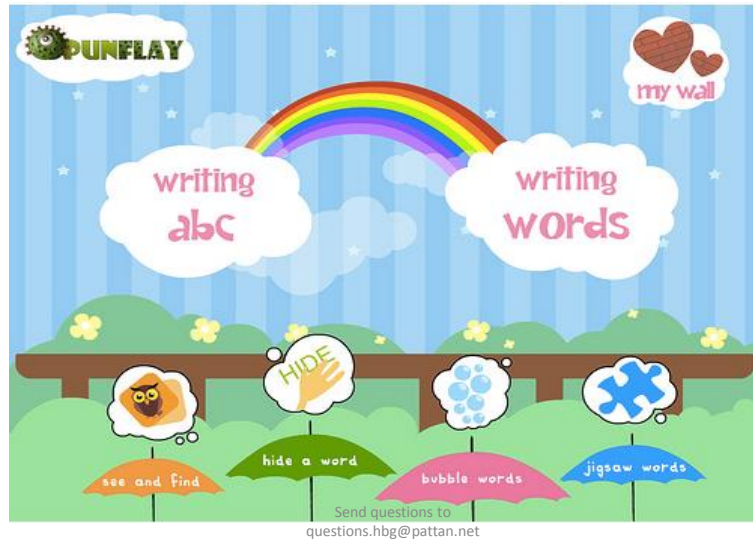 PUNFLAY
my wall
writing
abc
writing
words
HIDE
see and find
hide a word
bubble words
jigsaw words
Send questions to
questions.hbg@pattan.net